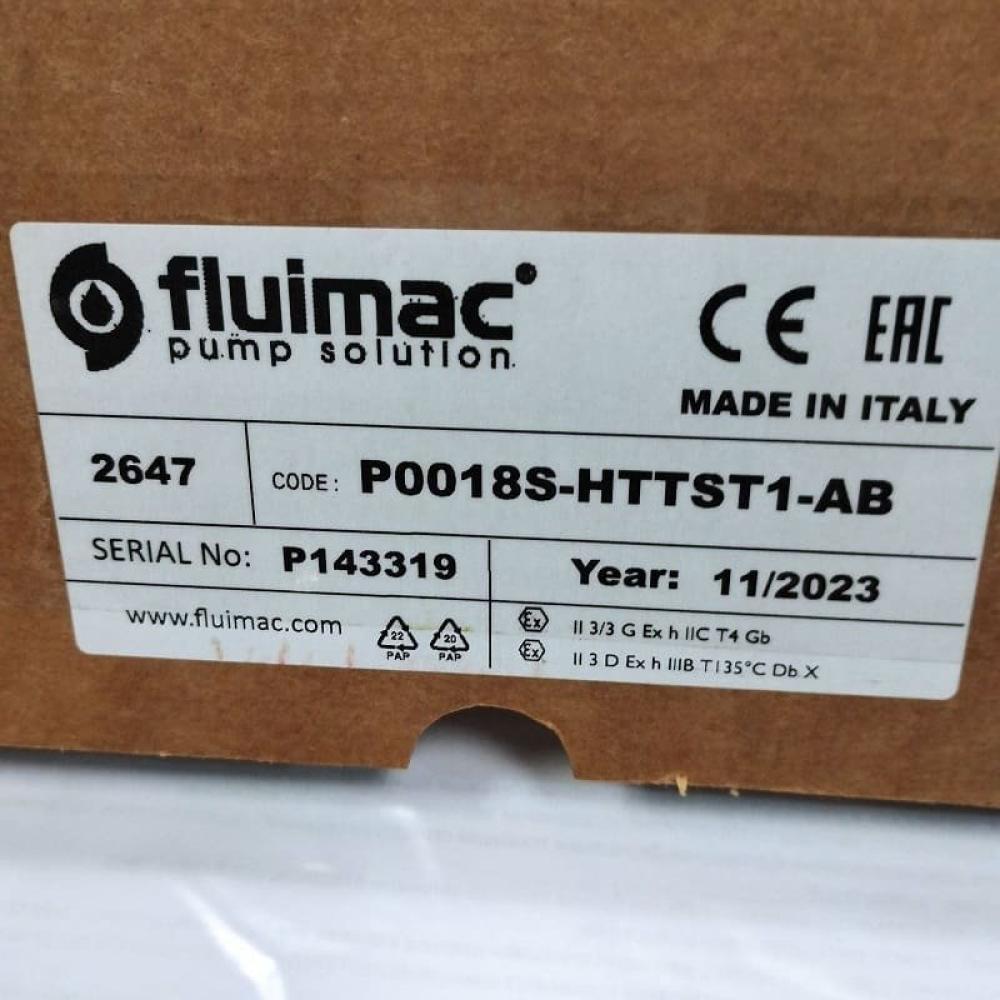 fluimac
pump solution
CE EAC
MADE IN ITALY
2647
CODE: P0018S-HTTST1-AB
SERIAL No: P143319
Year: 11/2023
www.fluimac.com
22
PAP
20
PAP
Ex II 3/3 G Ex h IIC T4 Gb
Ex II 3 D Ex h IIIB T135°C Db X